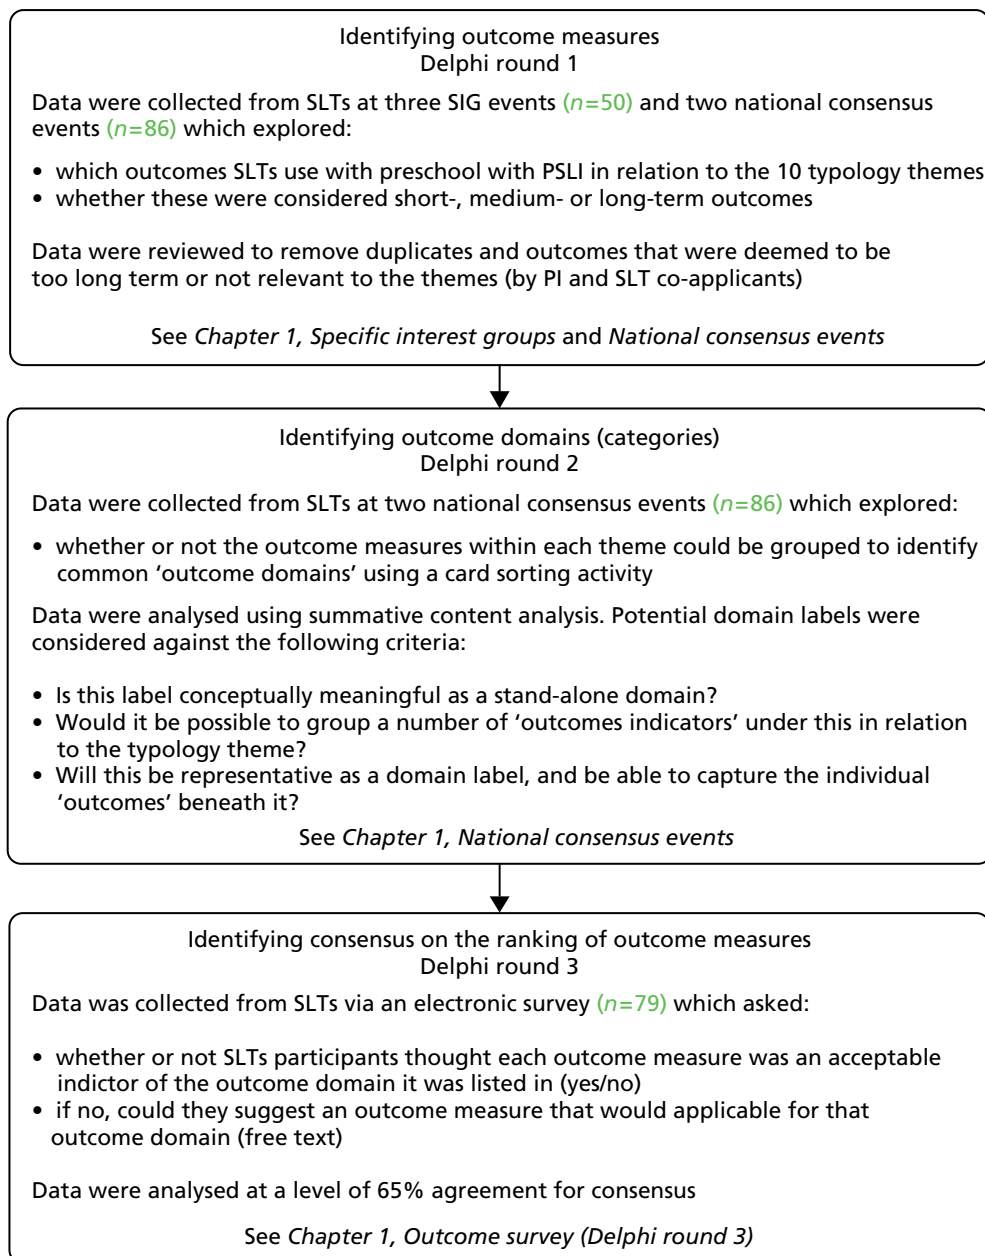 Identifying outcome measures
Delphi round 1
Data were collected from SLTs at three SIG events (n=50) and two national consensus
events (n=86) which explored:
• which outcomes SLTs use with preschool with PSLI in relation to the 10 typology themes
• whether these were considered short-, medium- or long-term outcomes
Data were reviewed to remove duplicates and outcomes that were deemed to be
too long term or not relevant to the themes (by PI and SLT co-applicants)
See Chapter 1, Specific interest groups and National consensus events
Identifying outcome domains (categories)
Delphi round 2
Data were collected from SLTs at two national consensus events (n=86) which explored:
• whether or not the outcome measures within each theme could be grouped to identify
common ‘outcome domains’ using a card sorting activity
Data were analysed using summative content analysis. Potential domain labels were
considered against the following criteria:
• Is this label conceptually meaningful as a stand-alone domain?
• Would it be possible to group a number of ‘outcomes indicators’ under this in relation
to the typology theme?
• Will this be representative as a domain label, and be able to capture the individual
‘outcomes’ beneath it?
See Chapter 1, National consensus events
Identifying consensus on the ranking of outcome measures
Delphi round 3
Data was collected from SLTs via an electronic survey (n=79) which asked:
• whether or not SLTs participants thought each outcome measure was an acceptable
indictor of the outcome domain it was listed in (yes/no)
• if no, could they suggest an outcome measure that would applicable for that
outcome domain (free text)
Data were analysed at a level of 65% agreement for consensus
See Chapter 1, Outcome survey (Delphi round 3)